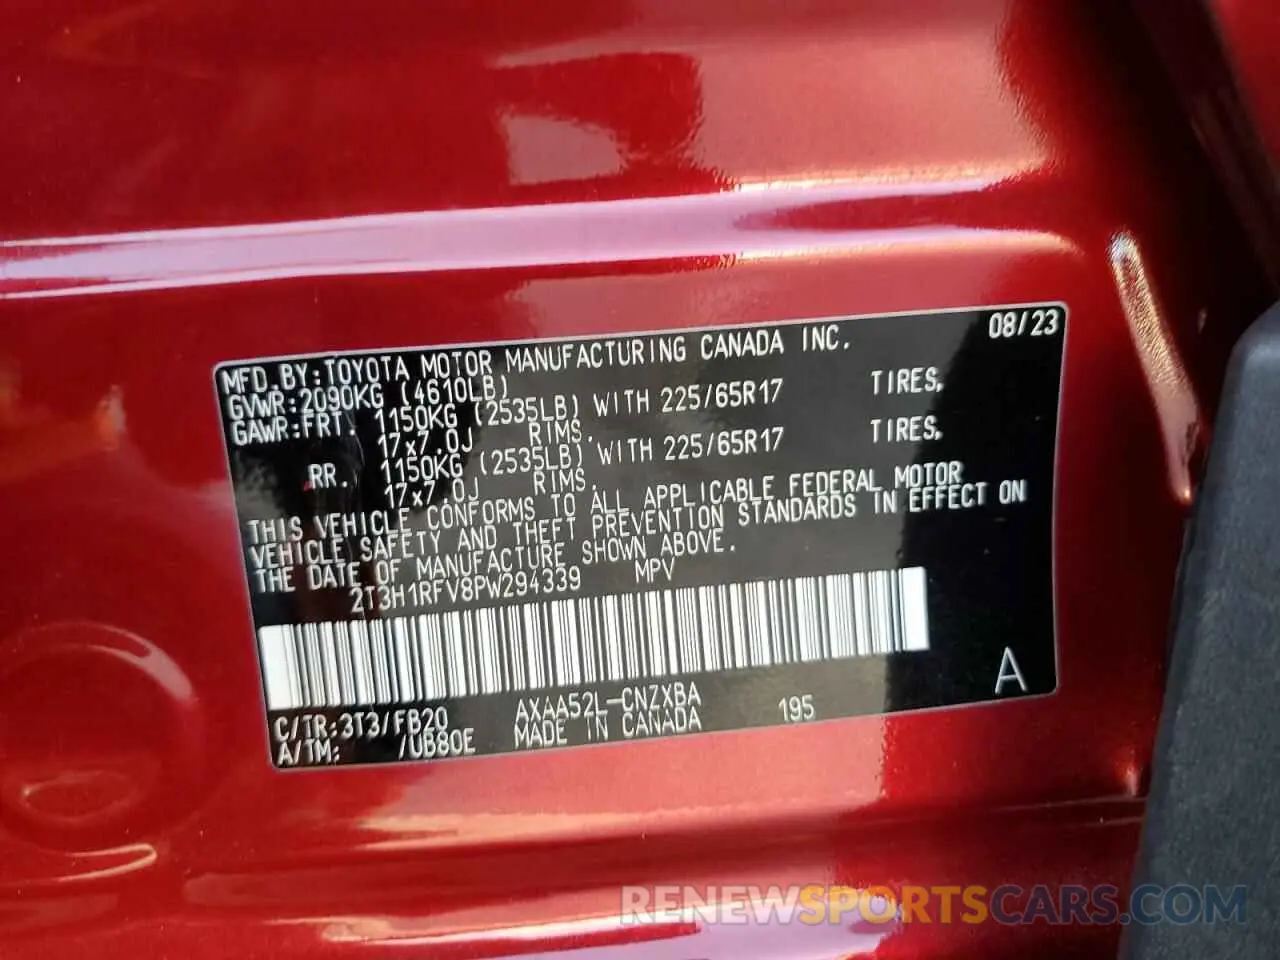 08/23
MFD.BY:TOYOTA MOTOR MANUFACTURING CANADA INC.
GVWR:2090KG (4610LB)
GAWR:FRT. 1150KG (2535LB) WITH 225/65R17 TIRES,
17x7.0J RIMS.
RR. 1150KG (2535LB) WITH 225/65R17 TIRES,
17x7.0J RIMS.
THIS VEHICLE CONFORMS TO ALL APPLICABLE FEDERAL MOTOR
VEHICLE SAFETY AND THEFT PREVENTION STANDARDS IN EFFECT ON
THE DATE OF MANUFACTURE SHOWN ABOVE.
2T3H1RFV8PW294339 MPV
A
C/TR:3T3/FB20 AXAA52L-CNZXBA 195
A/TM: /UB80E MADE IN CANADA
RENEWSPORTSCARS.COM